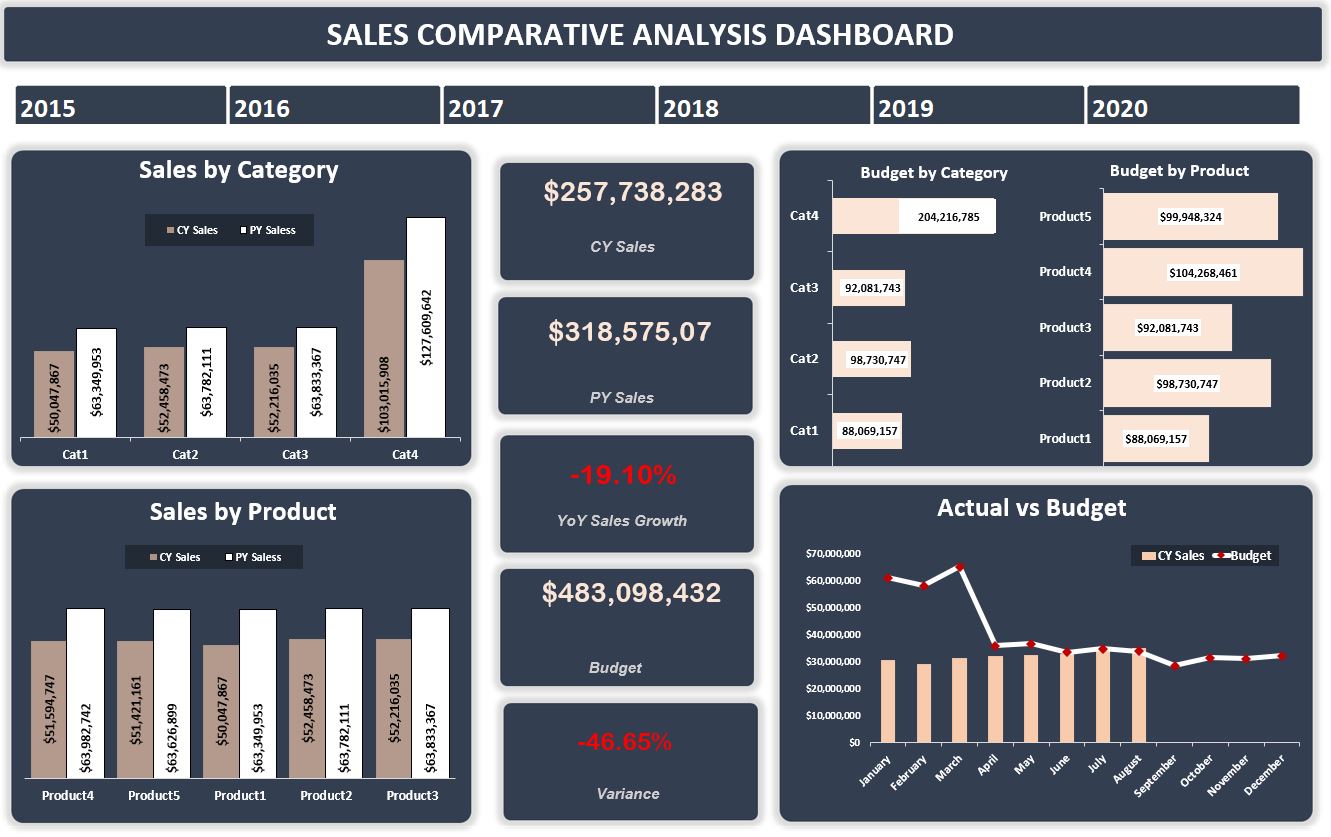 SALES COMPARATIVE ANALYSIS DASHBOARD
2015
2016
2017
2018
2019
2020
Sales by Category
CY Sales
PY Saless
$50,047,867
$63,349,953
$52,458,473
$63,782,111
$52,216,035
$63,833,367
$103,015,908
$127,609,642
Cat1
Cat2
Cat3
Cat4
Sales by Product
CY Sales
PY Saless
$51,594,747
$63,982,742
$51,421,161
$63,626,899
$50,047,867
$63,349,953
$52,458,473
$63,782,111
$52,216,035
$63,833,367
Product4
Product5
Product1
Product2
Product3
$257,738,283
CY Sales
$318,575,07
PY Sales
-19.10%
YoY Sales Growth
$483,098,432
Budget
-46.65%
Variance
Budget by Category
Cat4
204,216,785
Cat3
92,081,743
Cat2
98,730,747
Cat1
88,069,157
Budget by Product
Product5
$99,948,324
Product4
$104,268,461
Product3
$92,081,743
Product2
$98,730,747
Product1
$88,069,157
Actual vs Budget
CY Sales
Budget
$70,000,000
$60,000,000
$50,000,000
$40,000,000
$30,000,000
$20,000,000
$10,000,000
$0
January
February
March
April
May
June
July
August
September
October
November
December